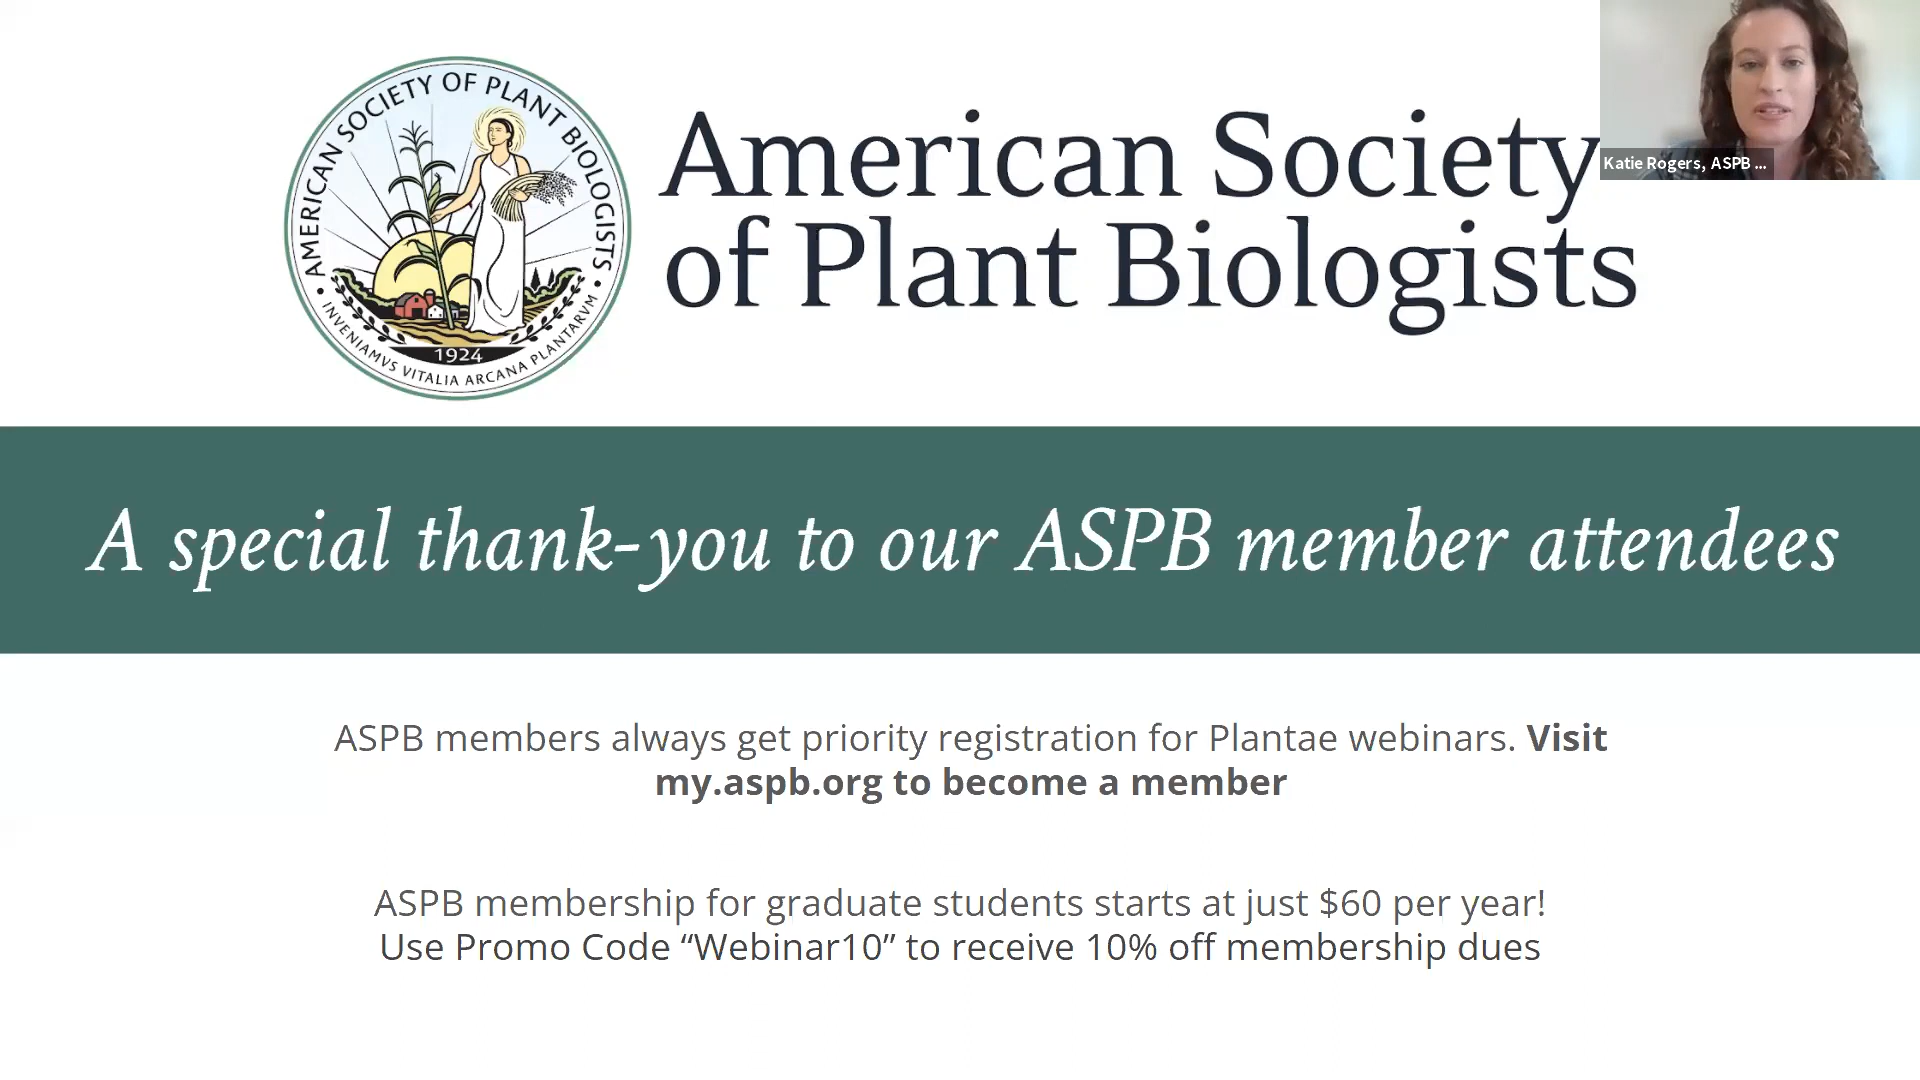 AMERICAN SOCIETY OF PLANT BIOLOGISTS
1924
INVENIAMVS VITALIA ARCANA PLANTARVM
American Society
of Plant Biologists
Katie Rogers, ASPB ...
A special thank-you to our ASPB member attendees
ASPB members always get priority registration for Plantae webinars. Visit
my.aspb.org to become a member
ASPB membership for graduate students starts at just $60 per year!
Use Promo Code “Webinar10” to receive 10% off membership dues